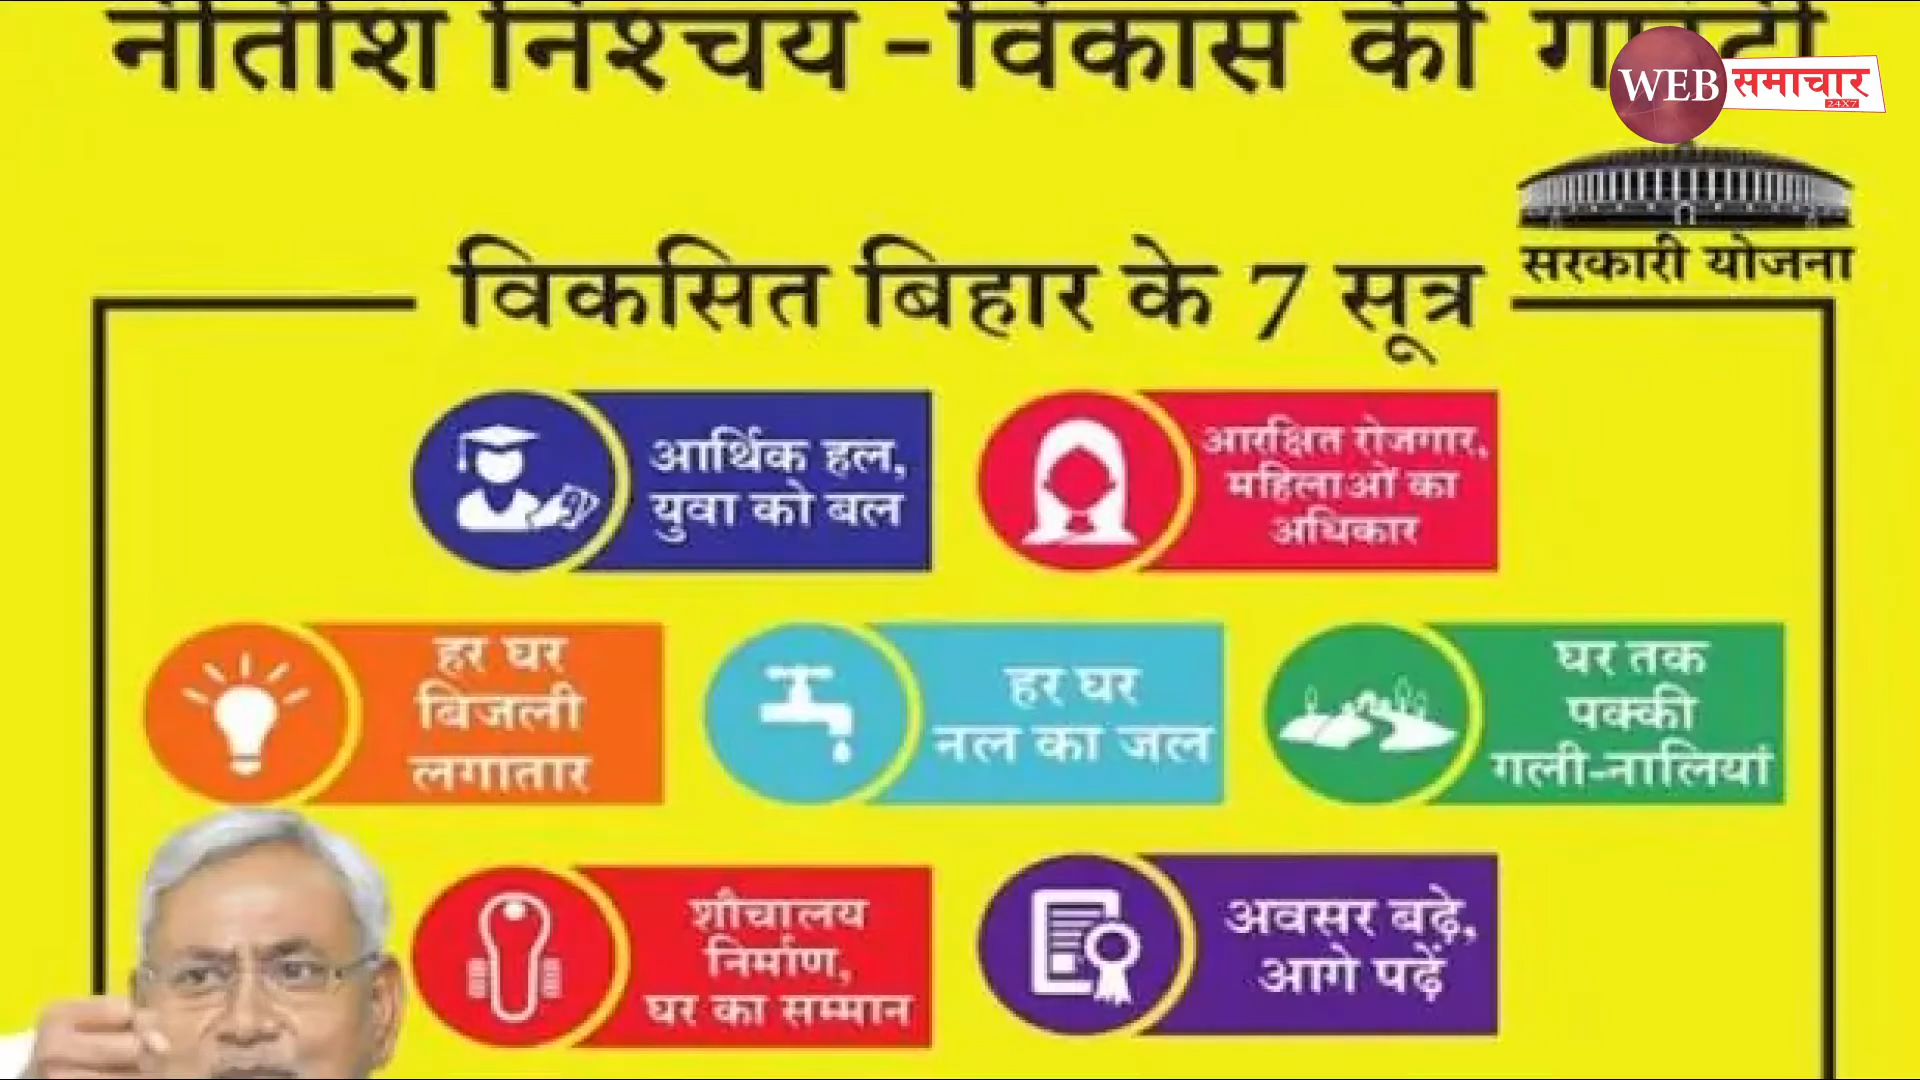 नीतीश निश्चय - विकास की
WEB समाचार
24X7
सरकारी योजना
विकसित बिहार के 7 सूत्र
आर्थिक हल,
युवा को बल
आरक्षित रोजगार,
महिलाओं का
अधिकार
हर घर
बिजली
लगातार
हर घर
नल का जल
घर तक
पक्की
गली-नालियां
शौचालय
निर्माण,
घर का सम्मान
अवसर बढ़े,
आगे पढ़ें